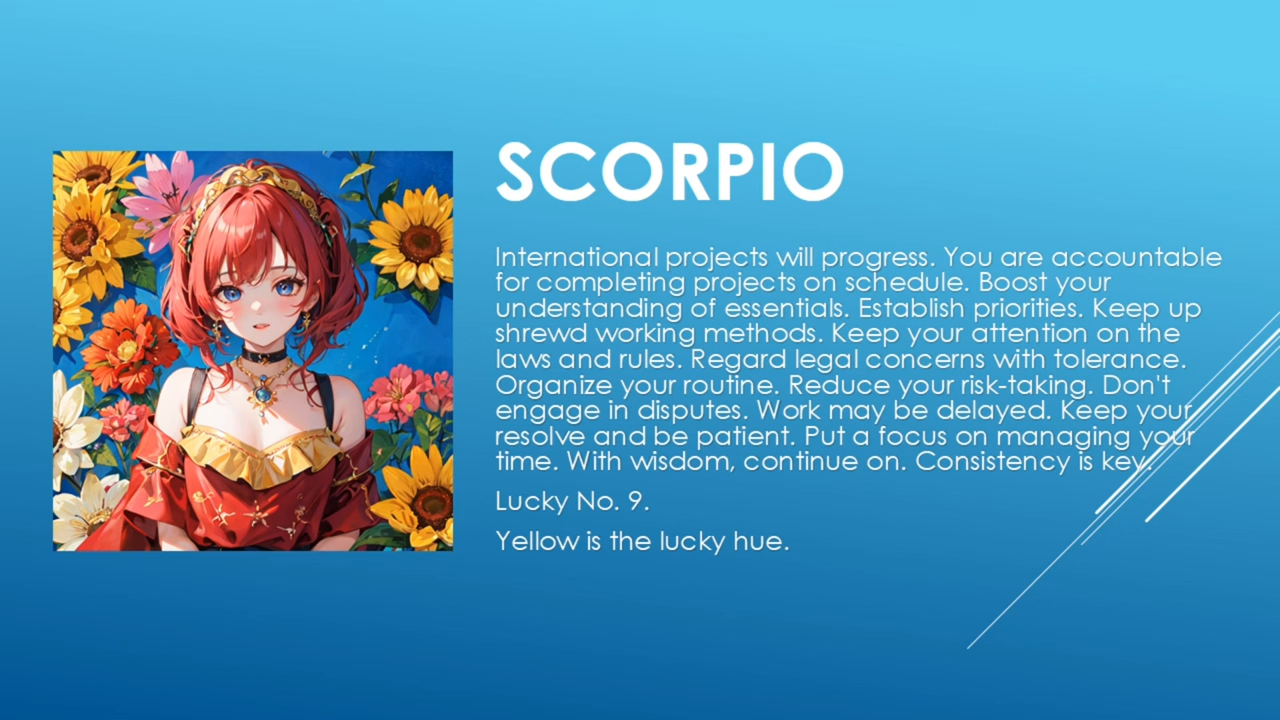 SCORPIO
International projects will progress. You are accountable
for completing projects on schedule. Boost your
understanding of essentials. Establish priorities. Keep up
shrewd working methods. Keep your attention on the
laws and rules. Regard legal concerns with tolerance.
Organize your routine. Reduce your risk-taking. Don't
engage in disputes. Work may be delayed. Keep your
resolve and be patient. Put a focus on managing your
time. With wisdom, continue on. Consistency is key.
Lucky No. 9.
Yellow is the lucky hue.